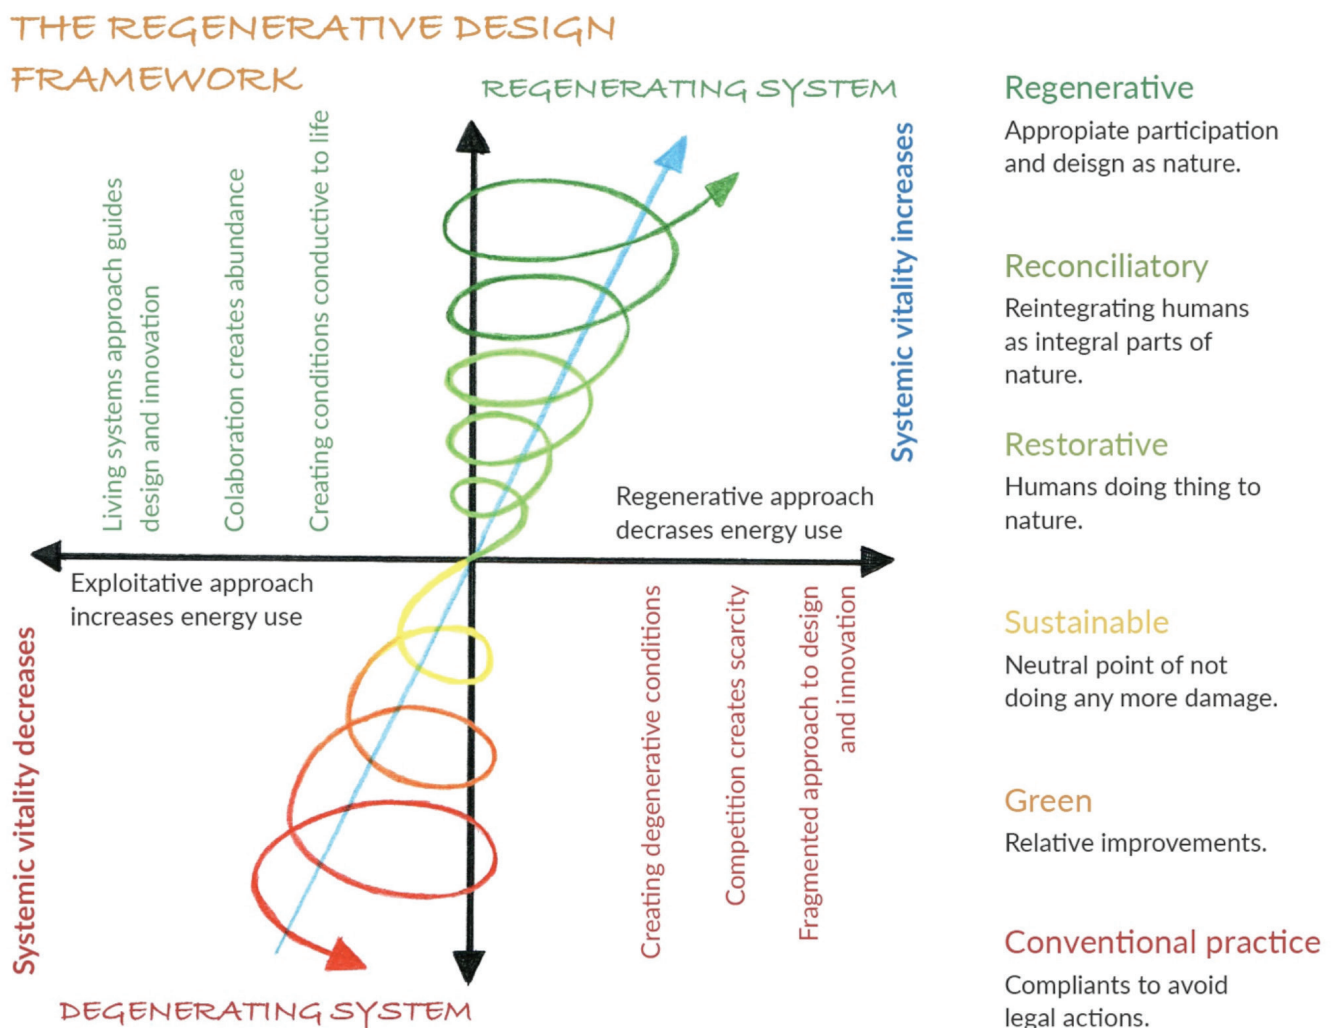 THE REGENERATIVE DESIGN
FRAMEWORK
REGENERATING SYSTEM
Living systems approach guides
design and innovation
Colaboration creates abundance
Creating conditions conductive to life
Systemic vitality increases
Regenerative approach
decrases energy use
Exploitative approach
increases energy use
Systemic vitality decreases
Creating degenerative conditions
Competition creates scarcity
Fragmented approach to design
and innovation
DEGENERATING SYSTEM
Regenerative
Appropiate participation
and deisgn as nature.
Reconciliatory
Reintegrating humans
as integral parts of
nature.
Restorative
Humans doing thing to
nature.
Sustainable
Neutral point of not
doing any more damage.
Green
Relative improvements.
Conventional practice
Compliants to avoid
legal actions.